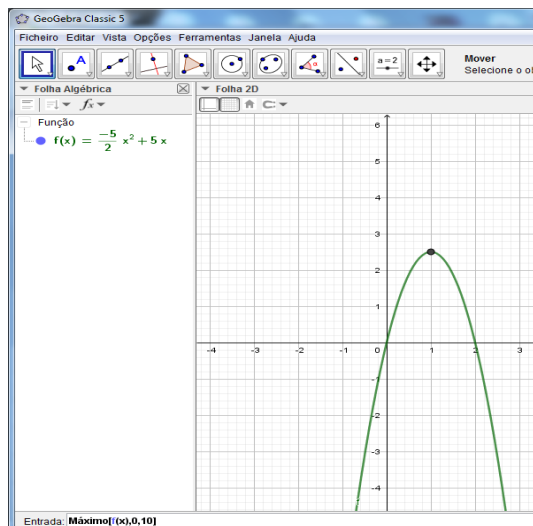 GeoGebra Classic 5
Ficheiro Editar Vista Opções Ferramentas Janela Ajuda
A
a = 2
Mover
Selecione o o
Folha Algébrica
Folha 2D
fx
Função
f(x) = -5/2 x² + 5 x
6
5
4
3
2
1
-4 -3 -2 -1 0 1 2 3
-1
-2
-3
-4
Entrada: Máximo[f(x),0,10]